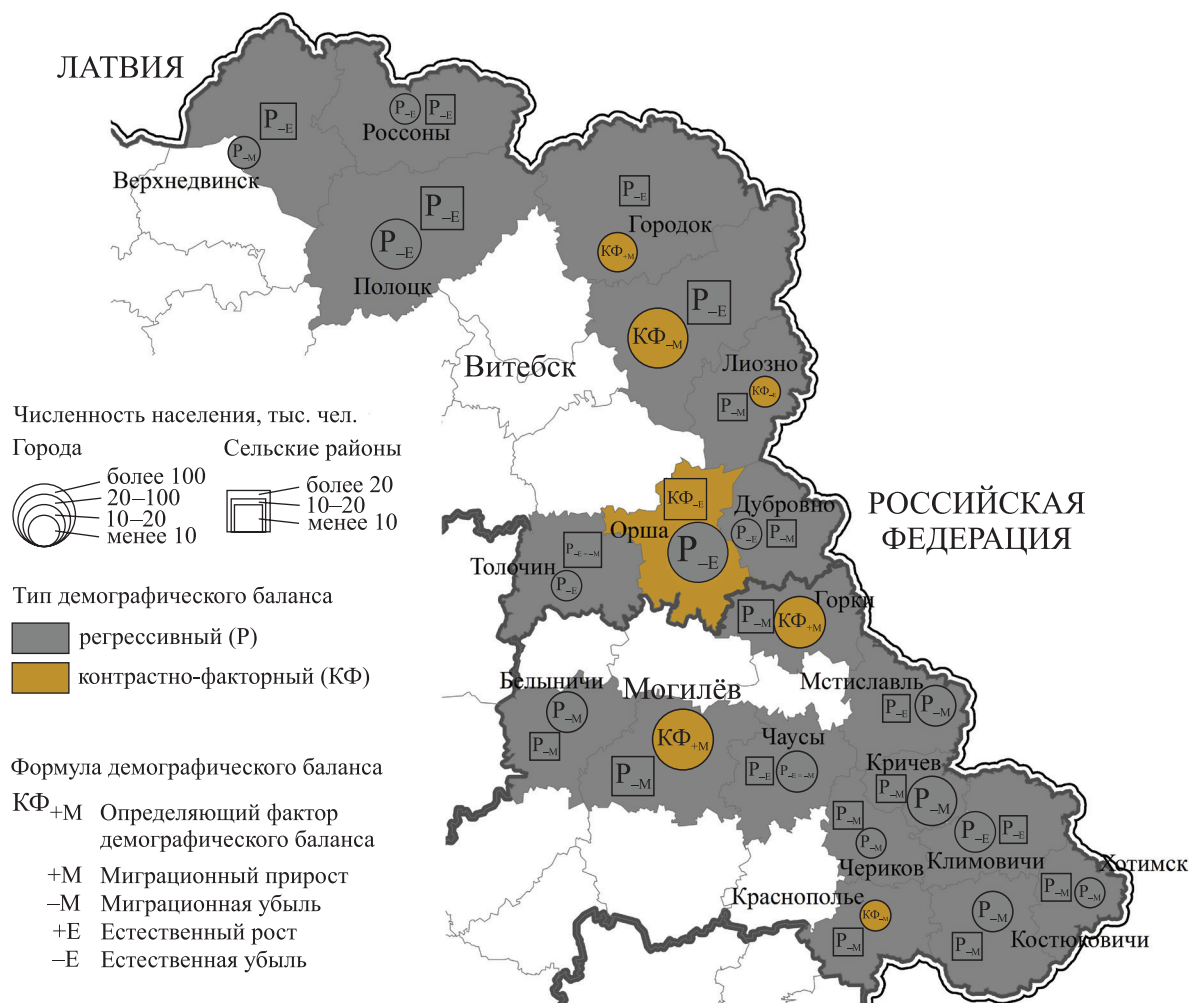 ЛАТВИЯ
Р–Е
Р–Е
Р–Е
Россоны
Р–М
Верхнедвинск
Р–Е
Р–Е
Полоцк
Р–Е
Городок
КФ+М
Р–Е
КФ–М
Витебск
Лиозно
КФ–Е
Р–М
Численность населения, тыс. чел.
Города
Сельские районы
более 100
20–100
10–20
менее 10
более 20
10–20
менее 10
РОССИЙСКАЯ
ФЕДЕРАЦИЯ
КФ–Е
Дубровно
Орша
Р–Е
Р–Е
Р–М
Р–Е = –М
Толочин
Р–Е
Тип демографического баланса
регрессивный (Р)
контрастно-факторный (КФ)
Горки
Р–М
КФ+М
Белыничи
Р–М
Р–М
Могилёв
КФ+М
Р–М
Мстиславль
Р–Е
Р–М
Чаусы
Р–Е
Р–Е = –М
Кричев
Р–М
Р–М
Р–М
Р–М
Чериков
Р–Е
Р–Е
Климовичи
Хотимск
Р–М
Р–М
Краснополье
КФ–М
Р–М
Р–М
Р–М
Костюковичи
Формула демографического баланса
КФ+М Определяющий фактор
демографического баланса
+М Миграционный прирост
–М Миграционная убыль
+Е Естественный рост
–Е Естественная убыль